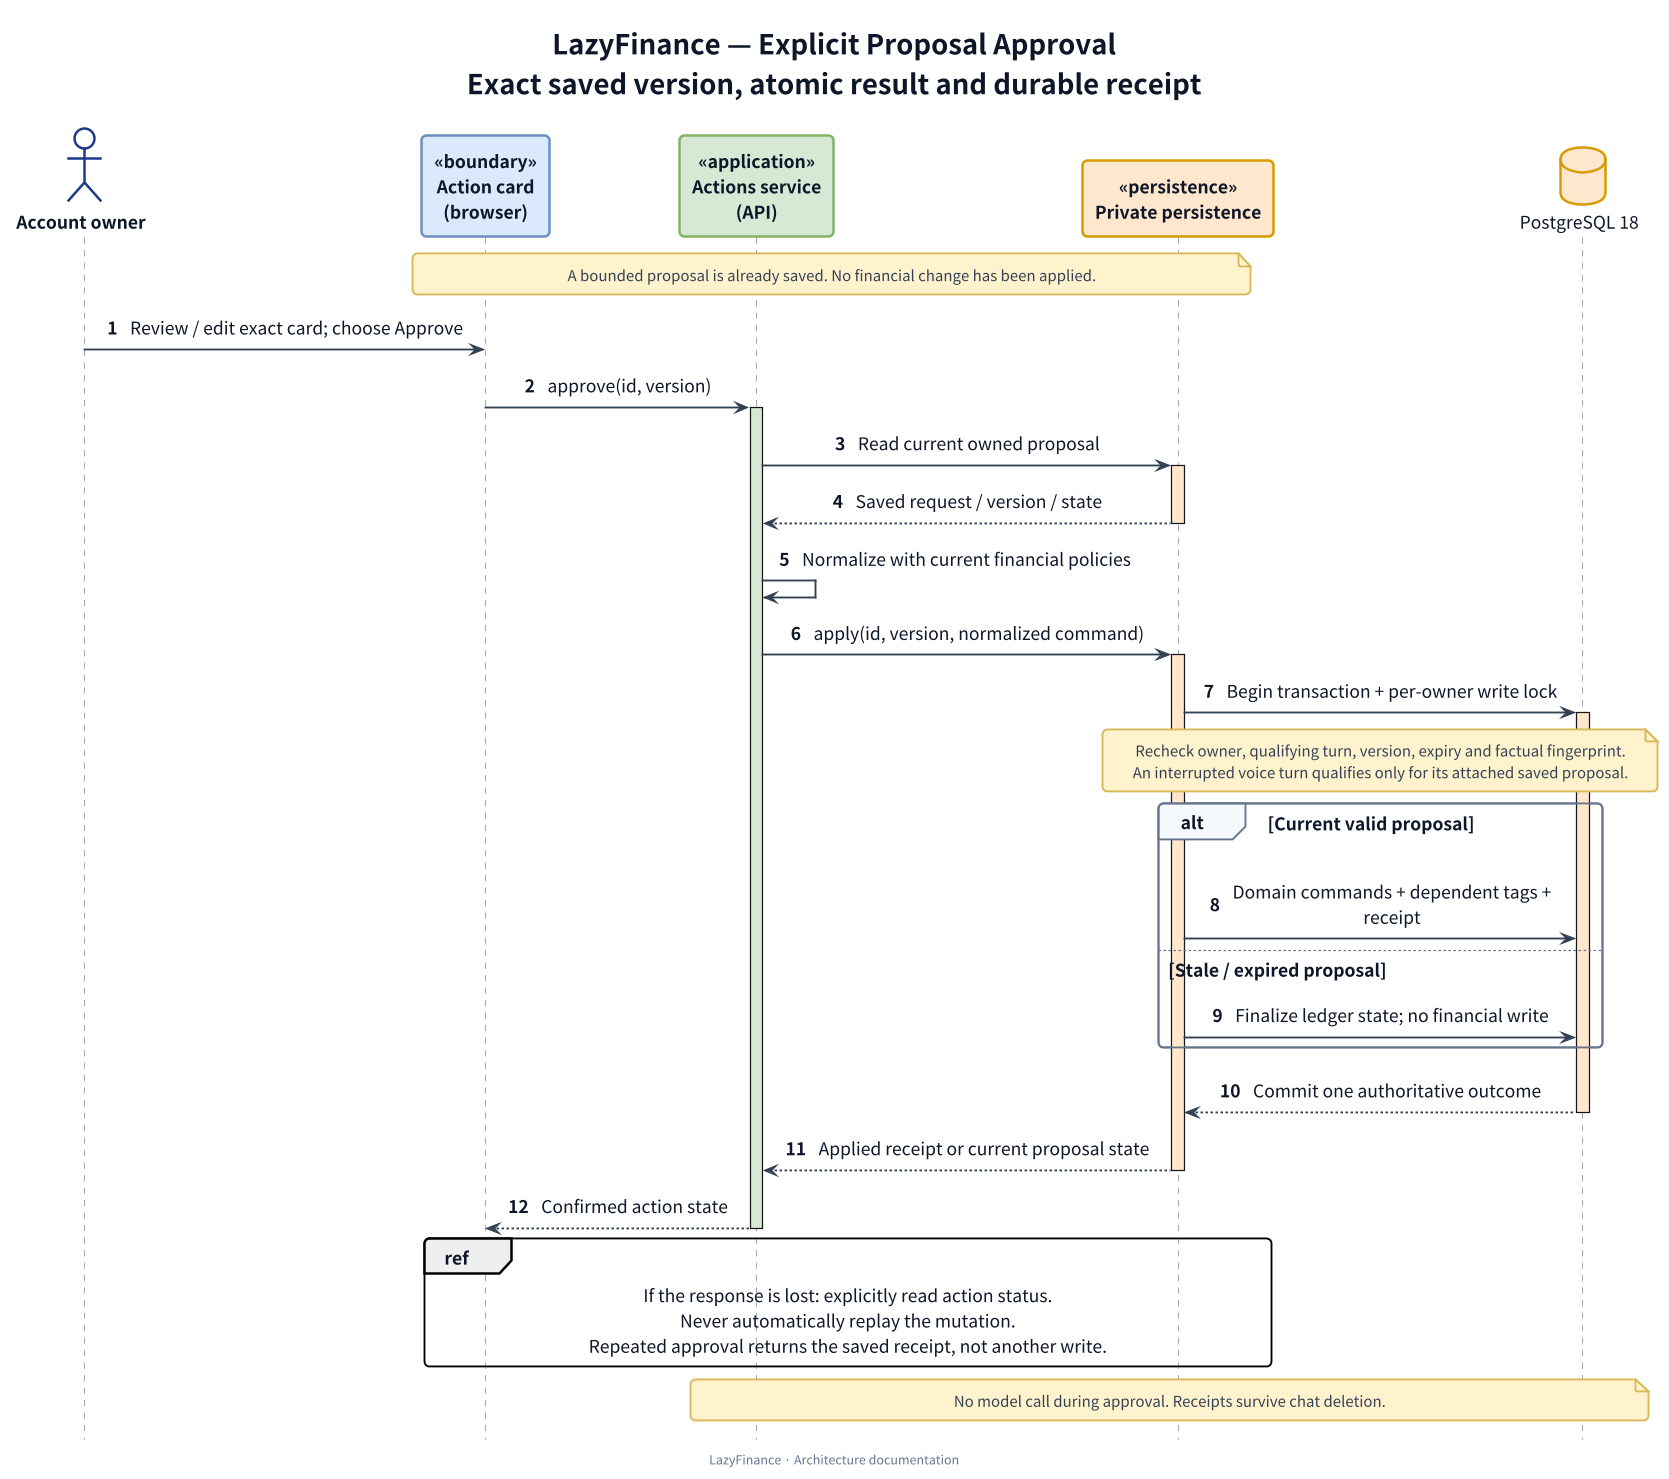 LazyFinance — Explicit Proposal Approval
Exact saved version, atomic result and durable receipt
Account owner
«boundary»
Action card
(browser)
«application»
Actions service
(API)
«persistence»
Private persistence
PostgreSQL 18
A bounded proposal is already saved. No financial change has been applied.
1 Review / edit exact card; choose Approve
2 approve(id, version)
3 Read current owned proposal
4 Saved request / version / state
5 Normalize with current financial policies
6 apply(id, version, normalized command)
7 Begin transaction + per-owner write lock
Recheck owner, qualifying turn, version, expiry and factual fingerprint.
An interrupted voice turn qualifies only for its attached saved proposal.
alt [Current valid proposal]
8 Domain commands + dependent tags +
receipt
[Stale / expired proposal]
9 Finalize ledger state; no financial write
10 Commit one authoritative outcome
11 Applied receipt or current proposal state
12 Confirmed action state
ref
If the response is lost: explicitly read action status.
Never automatically replay the mutation.
Repeated approval returns the saved receipt, not another write.
No model call during approval. Receipts survive chat deletion.
LazyFinance · Architecture documentation